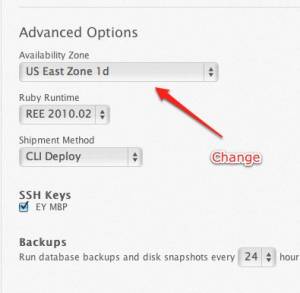 Advanced Options
Availability Zone
US East Zone 1d
Ruby Runtime
REE 2010.02
Shipment Method
CLI Deploy
Change
SSH Keys
EY MBP
Backups
Run database backups and disk snapshots every 24 hour